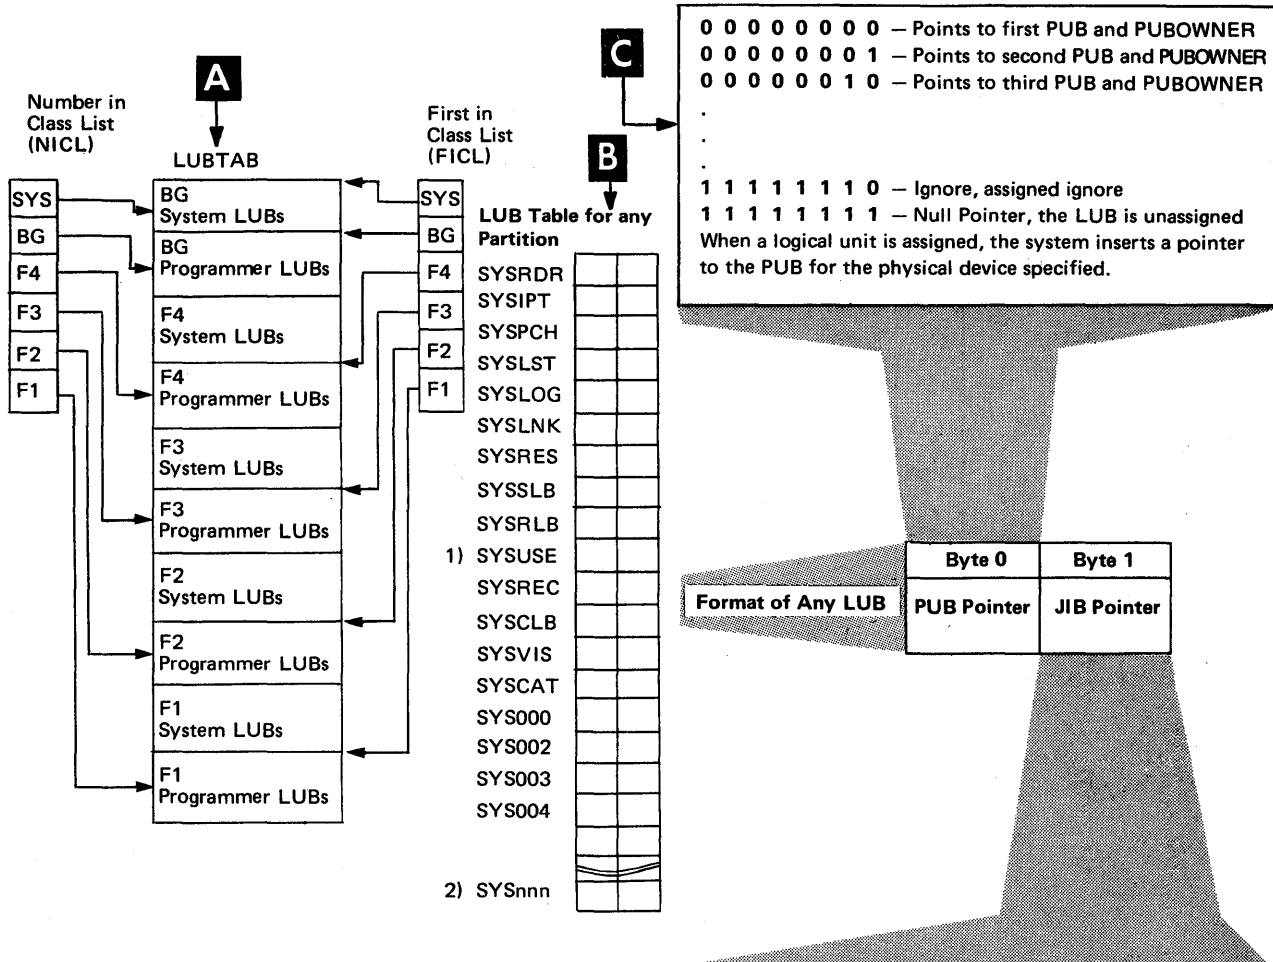 A
Number in
Class List
(NICL)
SYS
BG
F4
F3
F2
F1
LUBTAB
BG
System LUBs
BG
Programmer LUBs
F4
System LUBs
F4
Programmer LUBs
F3
System LUBs
F3
Programmer LUBs
F2
System LUBs
F2
Programmer LUBs
F1
System LUBs
F1
Programmer LUBs
First in
Class List
(FICL)
SYS
BG
F4
F3
F2
F1
B
LUB Table for any
Partition
SYSRDR
SYSIPT
SYSPCH
SYSLST
SYSLOG
SYSLNK
SYSRES
SYSSLB
SYSRLB
1) SYSUSE
SYSREC
SYSCLB
SYSVIS
SYSCAT
SYS000
SYS002
SYS003
SYS004
2) SYSnnn
C
0 0 0 0 0 0 0 0 — Points to first PUB and PUBOWNER
0 0 0 0 0 0 0 1 — Points to second PUB and PUBOWNER
0 0 0 0 0 0 1 0 — Points to third PUB and PUBOWNER
.
.
.
1 1 1 1 1 1 1 0 — Ignore, assigned ignore
1 1 1 1 1 1 1 1 — Null Pointer, the LUB is unassigned
When a logical unit is assigned, the system inserts a pointer
to the PUB for the physical device specified.
Format of Any LUB
Byte 0
Byte 1
PUB Pointer
JIB Pointer